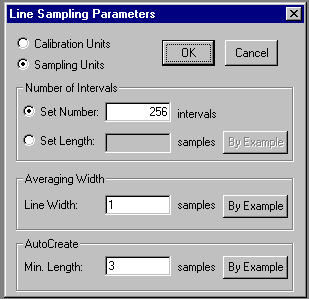 Line Sampling Parameters
Calibration Units
Sampling Units
OK
Cancel
Number of Intervals
Set Number: 256 intervals
Set Length: samples By Example
Averaging Width
Line Width: 1 samples By Example
AutoCreate
Min. Length: 3 samples By Example